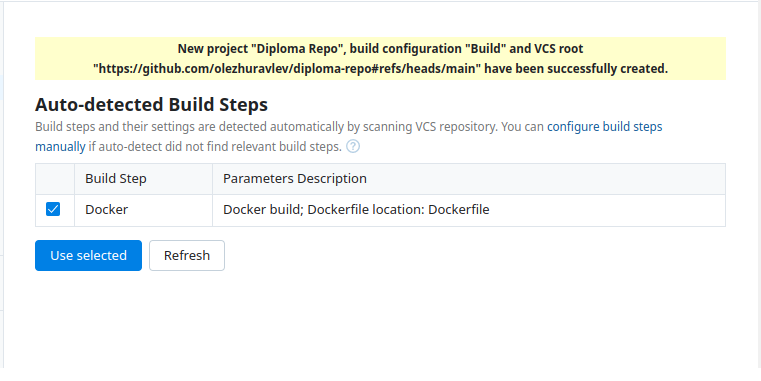 New project "Diploma Repo", build configuration "Build" and VCS root
"https://github.com/olezhuravlev/diploma-repo#refs/heads/main" have been successfully created.
Auto-detected Build Steps
Build steps and their settings are detected automatically by scanning VCS repository. You can configure build steps
manually if auto-detect did not find relevant build steps. ?
Build Step Parameters Description
Docker Docker build; Dockerfile location: Dockerfile
Use selected Refresh